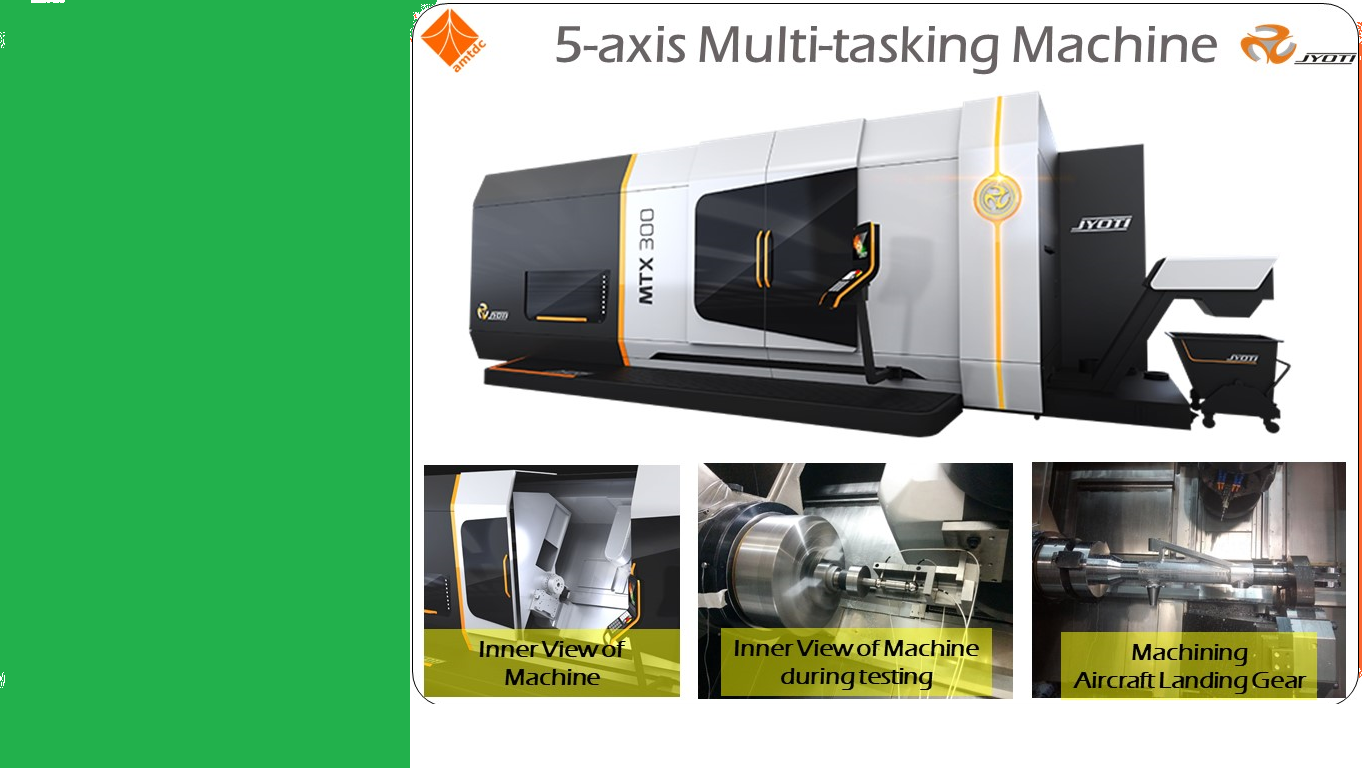 amtdc
5-axis Multi-tasking Machine
JYOTI
MTX 300
JYOTI
JYOTI
JYOTI
Inner View of
Machine
Inner View of Machine
during testing
Machining
Aircraft Landing Gear